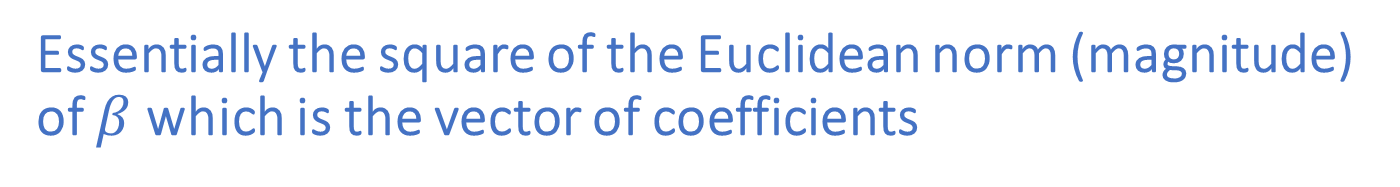 Essentially the square of the Euclidean norm (magnitude)
of 𝛽 which is the vector of coefficients